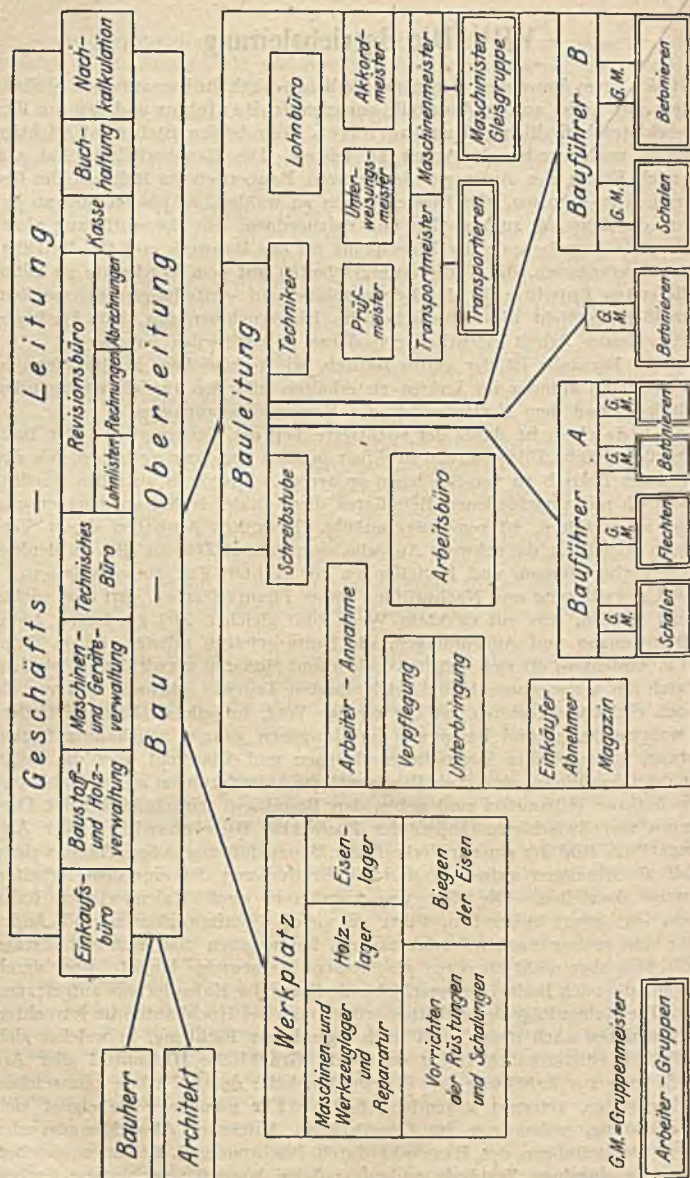 Geschäfts — Leitung
Einkaufs
büro
Baustoff-
und Holz-
verwaltung
Maschinen-
und Geräte-
verwaltung
Technisches
Büro
Revisionsbüro
Lohnlisten
Rechnungen
Abrechnungen
Kasse
Buch-
haltung
Nach-
kalkulation
Bau — Oberleitung
Bauherr
Architekt
Werkplatz
Maschinen- und
Werkzeuglager
und
Reparatur
Holz-
lager
Eisen-
lager
Vorrichten
der Rüstungen
und Schalungen
Biegen
der Eisen
Bauleitung
Schreibstube
Techniker
Lohnbüro
Arbeiter-Annahme
Verpflegung
Unterbringung
Arbeitsbüro
Prüf-
meister
Unter-
weisungs-
meister
Akkord-
meister
Transportmeister
Maschinenmeister
Transportieren
Maschinisten
Gleisgruppe
Einkäufer
Abnehmer
Magazin
Bauführer A
G.
M.
G.M.
G.
M.
G.
M.
Schalen
Flechten
Betonieren
Betonieren
G.
M.
Betonieren
Bauführer B
G.M.
G.M.
Schalen
Betonieren
G.M.=Gruppenmeister
Arbeiter Gruppen